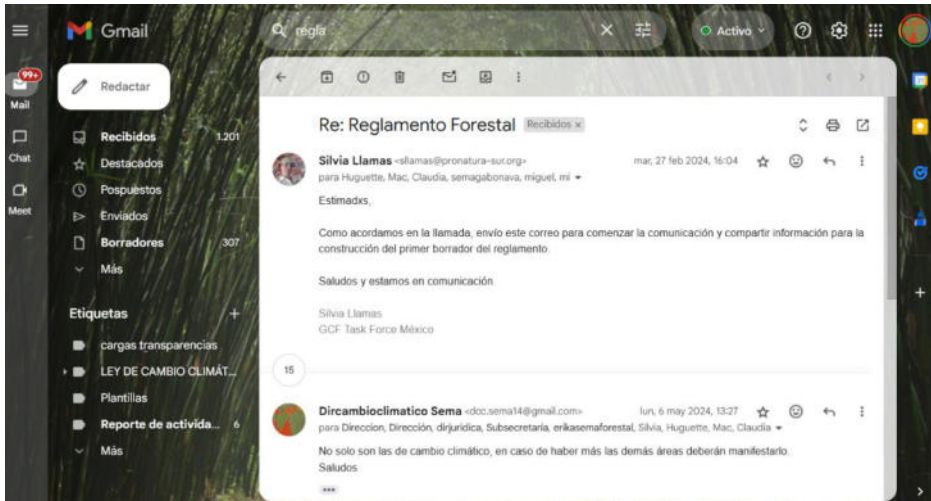 Gmail
regla
Activo
99+
Mail
Chat
Meet
Redactar
Recibidos 1.201
Destacados
Pospuestos
Enviados
Borradores 307
Más
Etiquetas
cargas transparencias
LEY DE CAMBIO CLIMÁT...
Plantillas
Reporte de activida... 6
Más
Re: Reglamento Forestal Recibidos ×
Silvia Llamas <sllamas@pronatura-sur.org> mar, 27 feb 2024, 16:04
para Huguette, Mac, Claudia, semagabonava, miguel, mi
Estimadxs,
Como acordamos en la llamada, envío este correo para comenzar la comunicación y compartir información para la
construcción del primer borrador del reglamento.
Saludos y estamos en comunicación
Silvia Llamas
GCF Task Force México
15
Dircambioclimatico Sema <dcc.sema14@gmail.com> lun, 6 may 2024, 13:27
para Direccion, Dirección, dirjuridica, Subsecretaría, erikasemaforestal, Silvia, Huguette, Mac, Claudia
No solo son las de cambio climático, en caso de haber más las demás áreas deberán manifestarlo.
Saludos